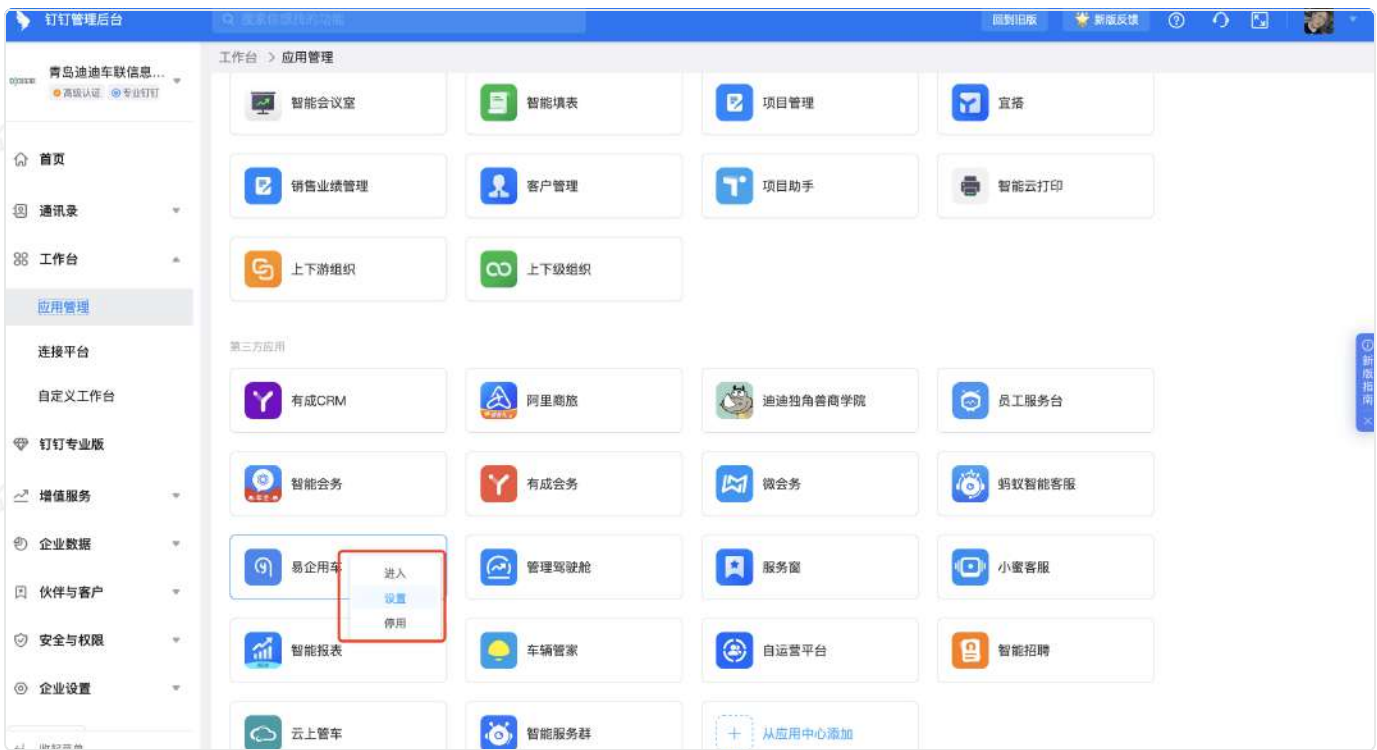 钉钉管理后台
搜索你想找的功能
回到旧版
新版反馈
青岛迪迪车联信息...
高级认证 专业钉钉
工作台 > 应用管理
首页
通讯录
工作台
应用管理
连接平台
自定义工作台
钉钉专业版
增值服务
企业数据
伙伴与客户
安全与权限
企业设置
收起菜单
智能会议室
智能填表
项目管理
宜搭
销售业绩管理
客户管理
项目助手
智能云打印
上下游组织
上下级组织
第三方应用
有成CRM
阿里商旅
迪迪独角兽商学院
员工服务台
智能会务
有成会务
微会务
蚂蚁智能客服
易企用车
进入
设置
停用
管理驾驶舱
服务窗
小蜜客服
智能报表
车辆管家
自运营平台
智能招聘
云上管车
智能服务群
从应用中心添加
新版指南